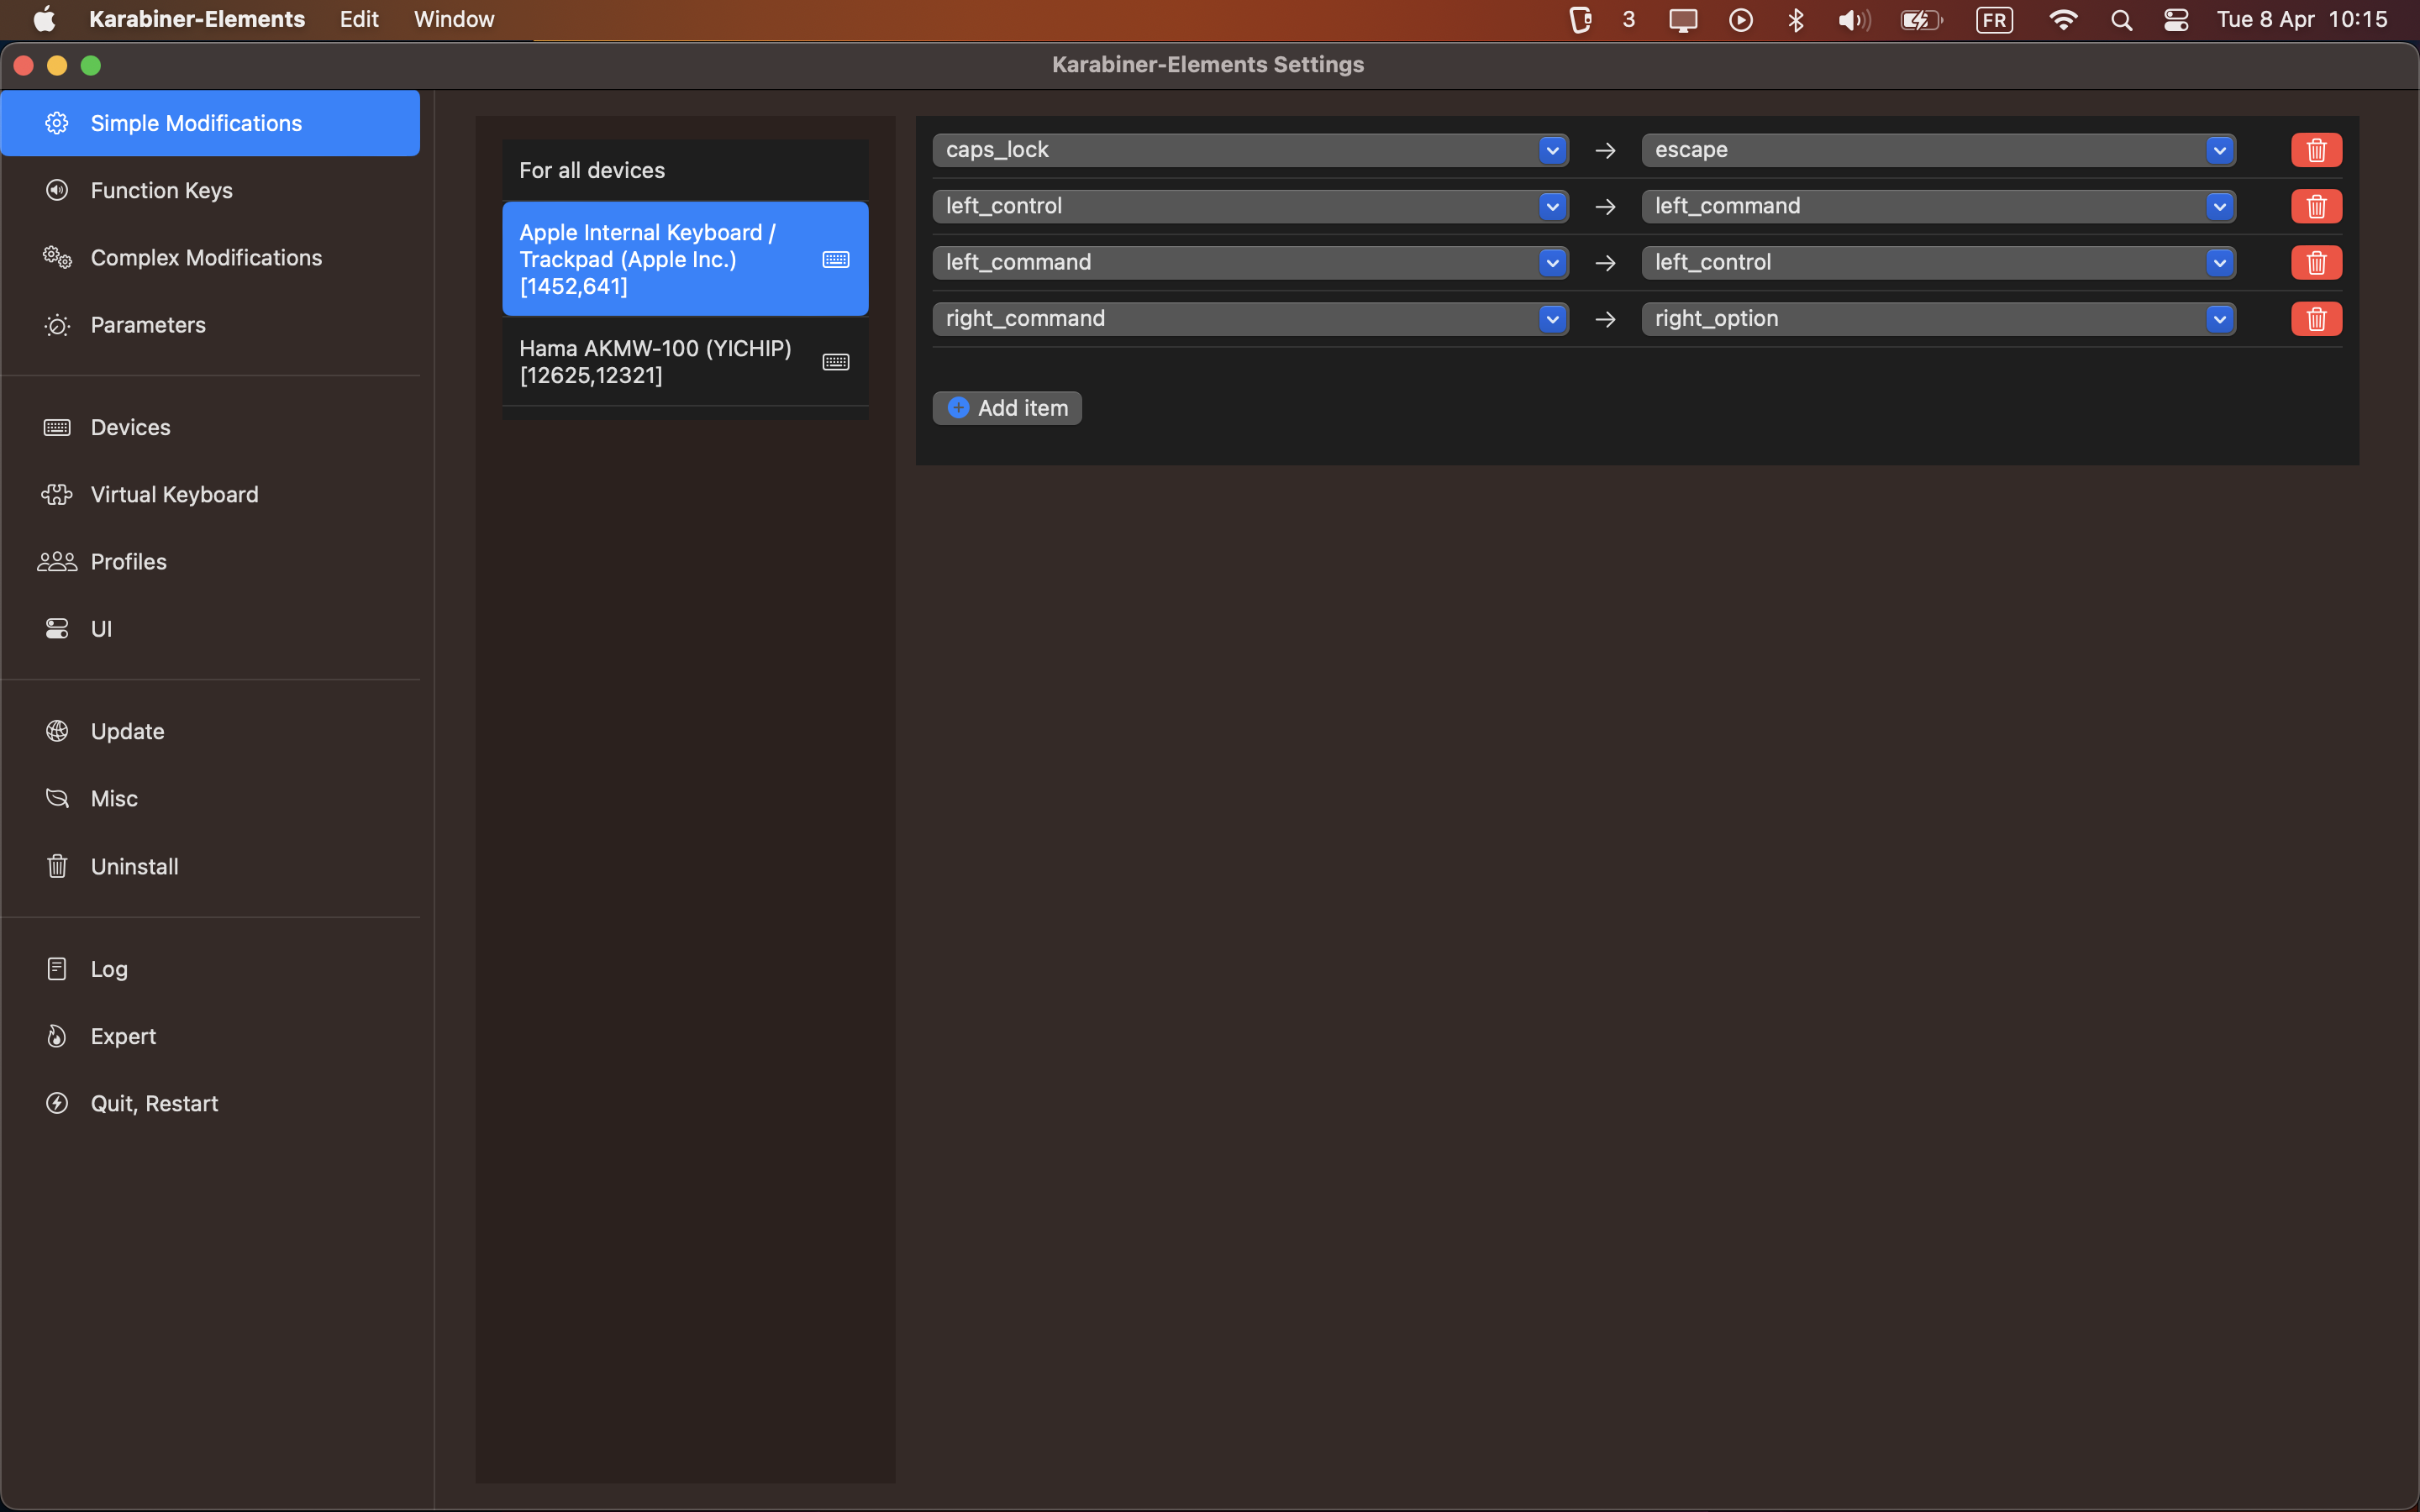 Karabiner-Elements Edit Window 3 FR Tue 8 Apr 10:15
Karabiner-Elements Settings
Simple Modifications
Function Keys
Complex Modifications
Parameters
Devices
Virtual Keyboard
Profiles
UI
Update
Misc
Uninstall
Log
Expert
Quit, Restart
For all devices
Apple Internal Keyboard /
Trackpad (Apple Inc.)
[1452,641]
Hama AKMW-100 (YICHIP)
[12625,12321]
caps_lock → escape
left_control → left_command
left_command → left_control
right_command → right_option
Add item